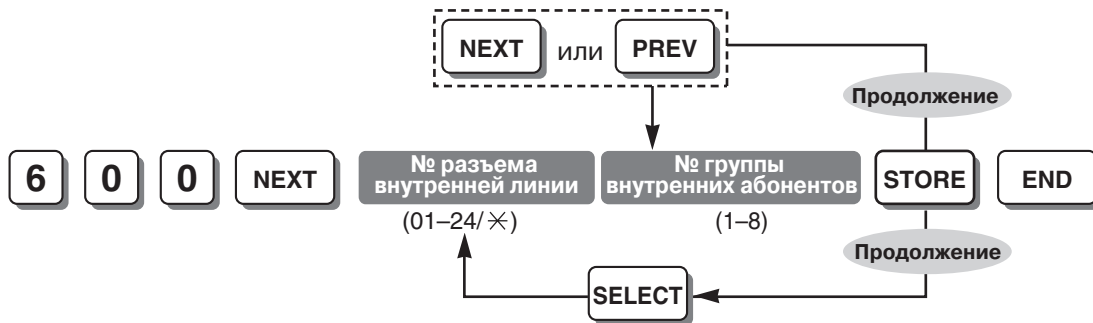 NEXT или PREV
Продолжение
6 0 0 NEXT
№ разъема
внутренней линии
№ группы
внутренних абонентов
STORE END
(01–24/✳)
(1–8)
Продолжение
SELECT